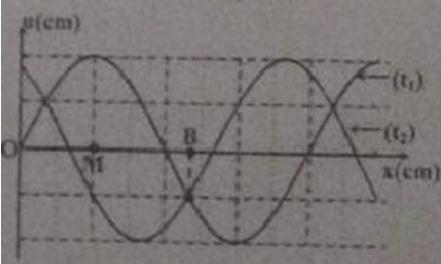 u(cm)
(t₁)
B
(t₂)
O
M
x(cm)